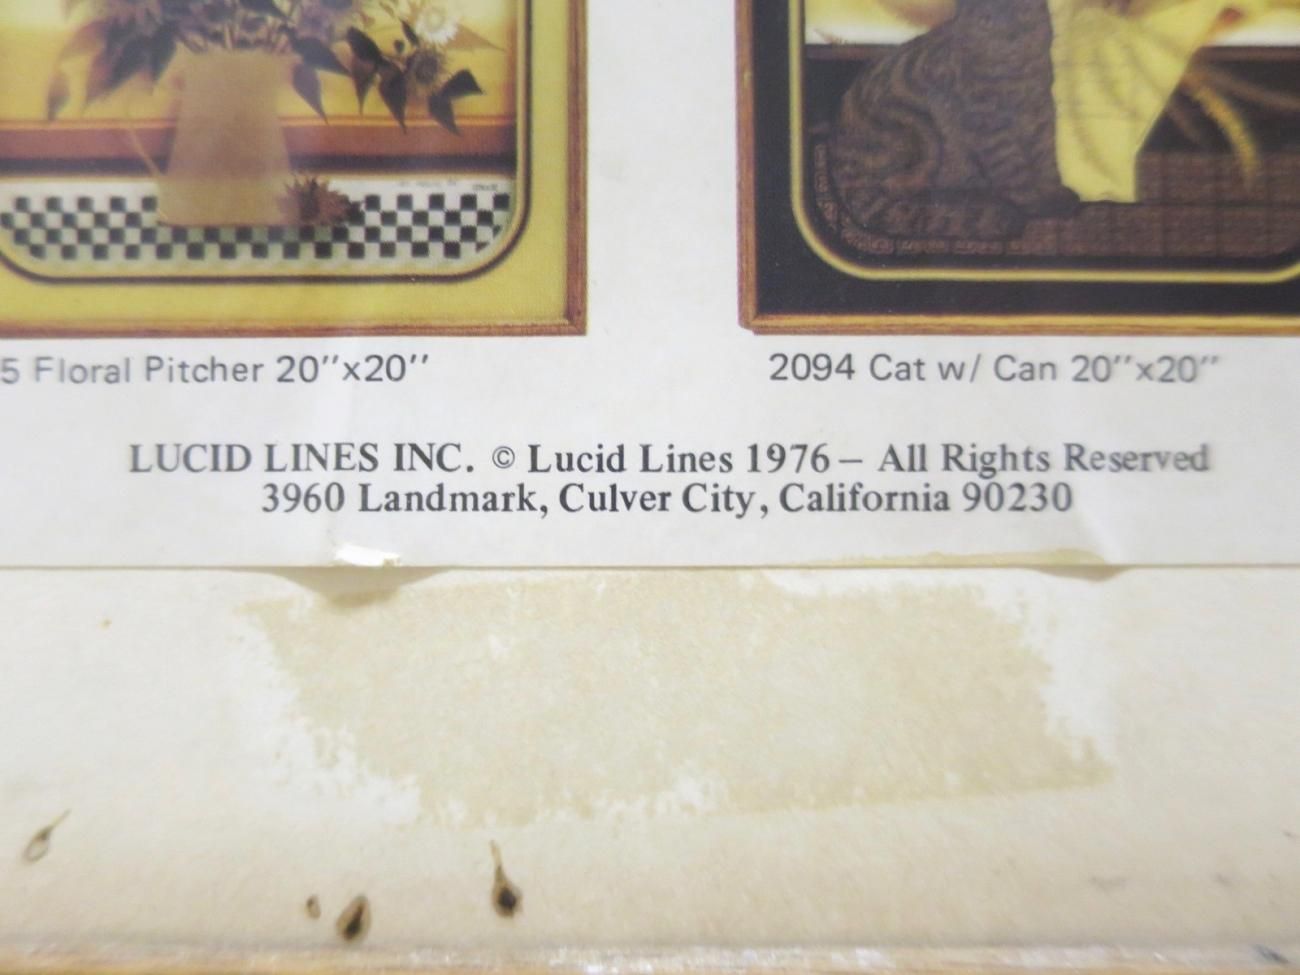 5 Floral Pitcher 20"x20"
2094 Cat w/ Can 20"x20"
LUCID LINES INC. © Lucid Lines 1976 – All Rights Reserved
3960 Landmark, Culver City, California 90230